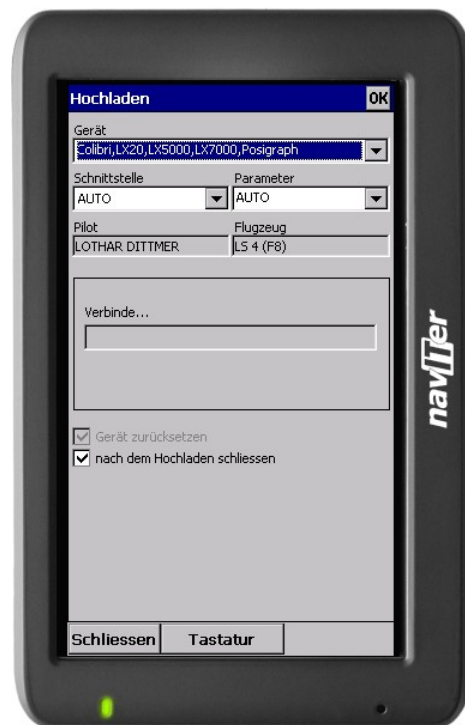 Hochladen OK
Gerät
Colibri,LX20,LX5000,LX7000,Posigraph
Schnittstelle Parameter
AUTO AUTO
Pilot Flugzeug
LOTHAR DITTMER LS 4 (F8)
Verbinde...
Gerät zurücksetzen
nach dem Hochladen schliessen
Schliessen Tastatur
naviter